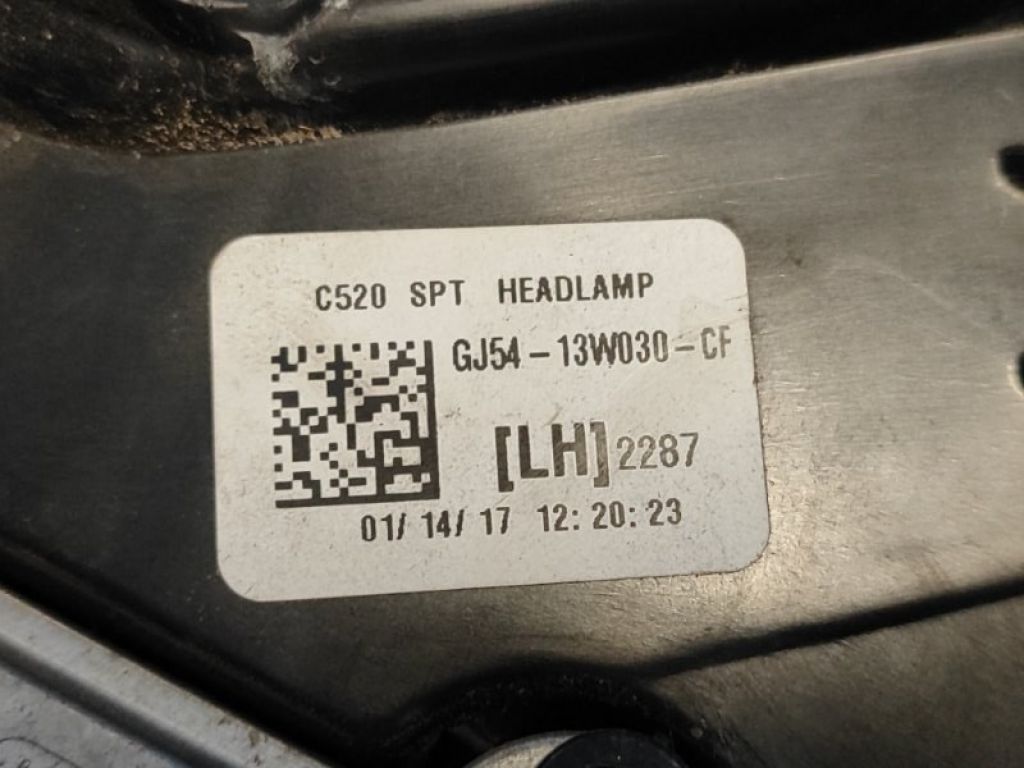 C520 SPT HEADLAMP
GJ54-13W030-CF
[LH] 2287
01/14/17 12:20:23